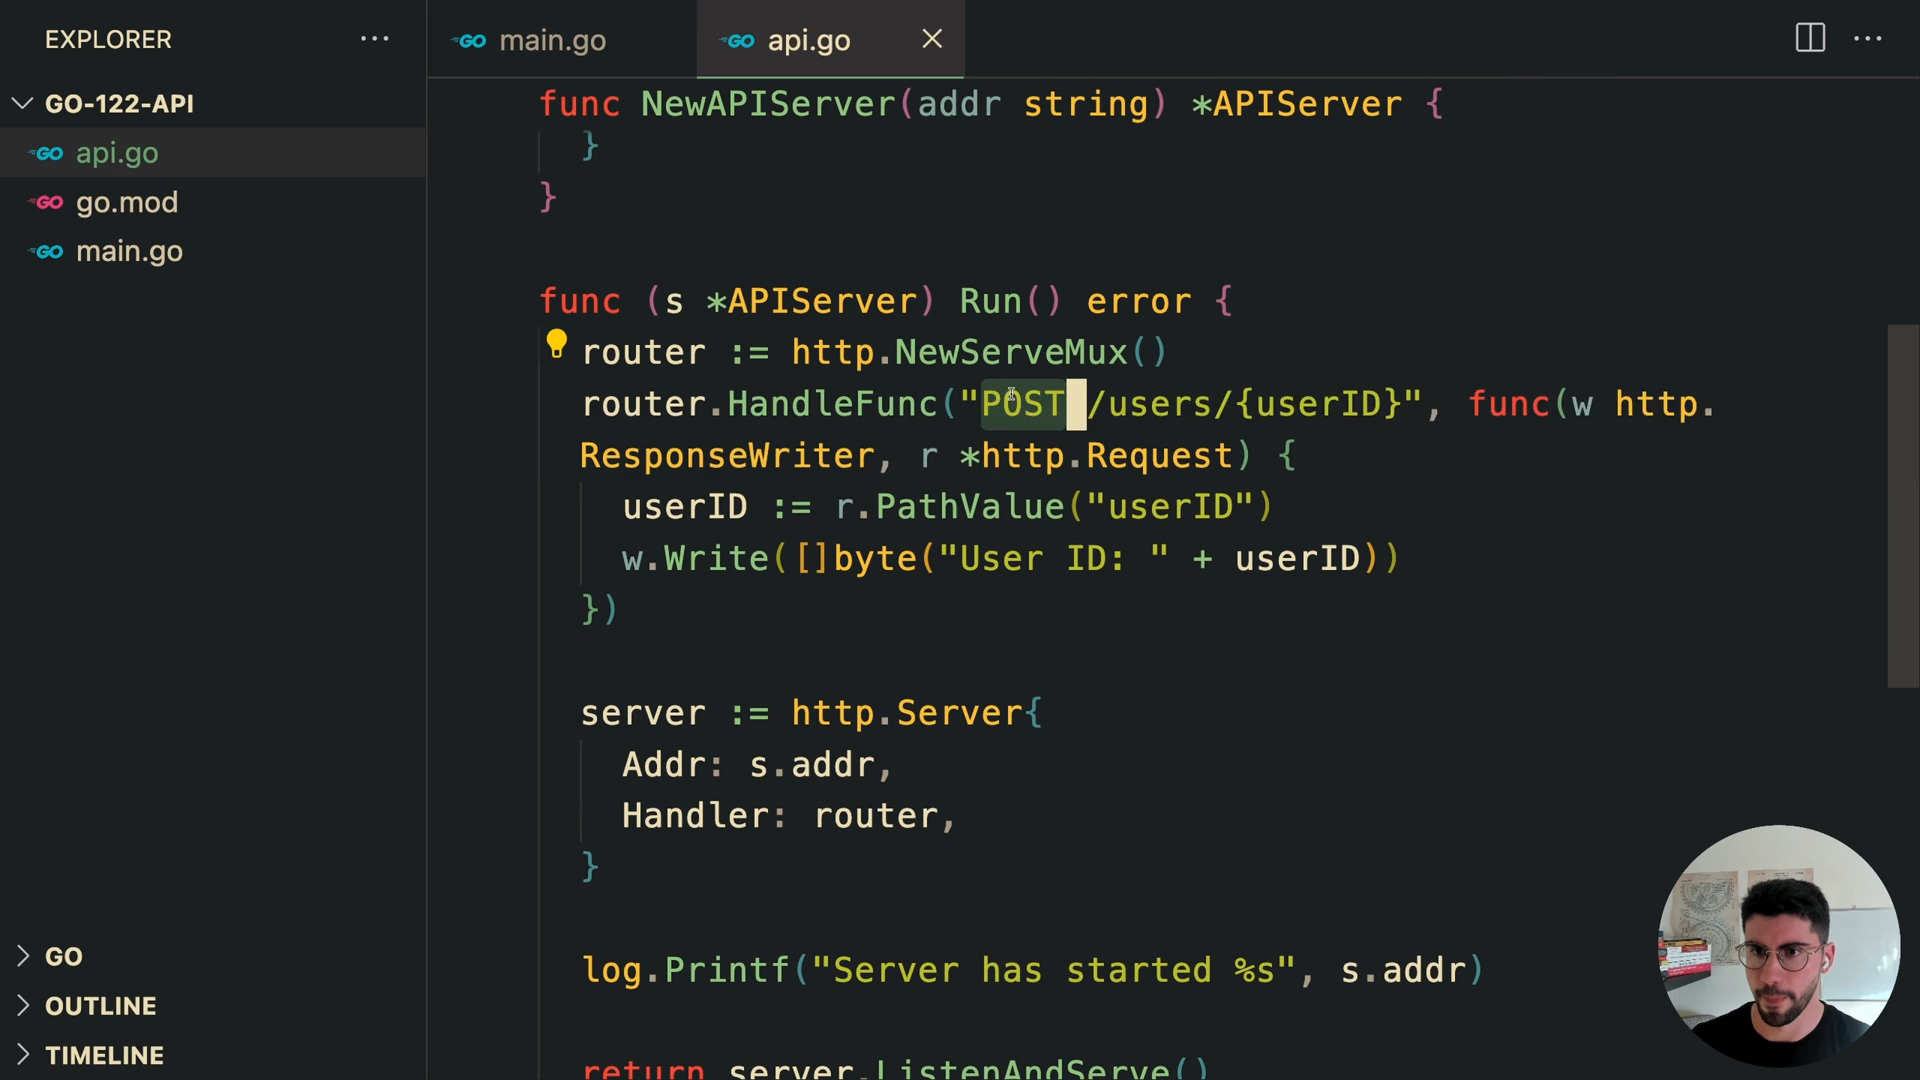 EXPLORER
GO-122-API
GO api.go
GO go.mod
GO main.go
GO
OUTLINE
TIMELINE
GO main.go
GO api.go
func NewAPIServer(addr string) *APIServer {
}
}
func (s *APIServer) Run() error {
router := http.NewServeMux()
router.HandleFunc("POST /users/{userID}", func(w http.
ResponseWriter, r *http.Request) {
userID := r.PathValue("userID")
w.Write([]byte("User ID: " + userID))
})
server := http.Server{
Addr: s.addr,
Handler: router,
}
log.Printf("Server has started %s", s.addr)
return server.ListenAndServe()